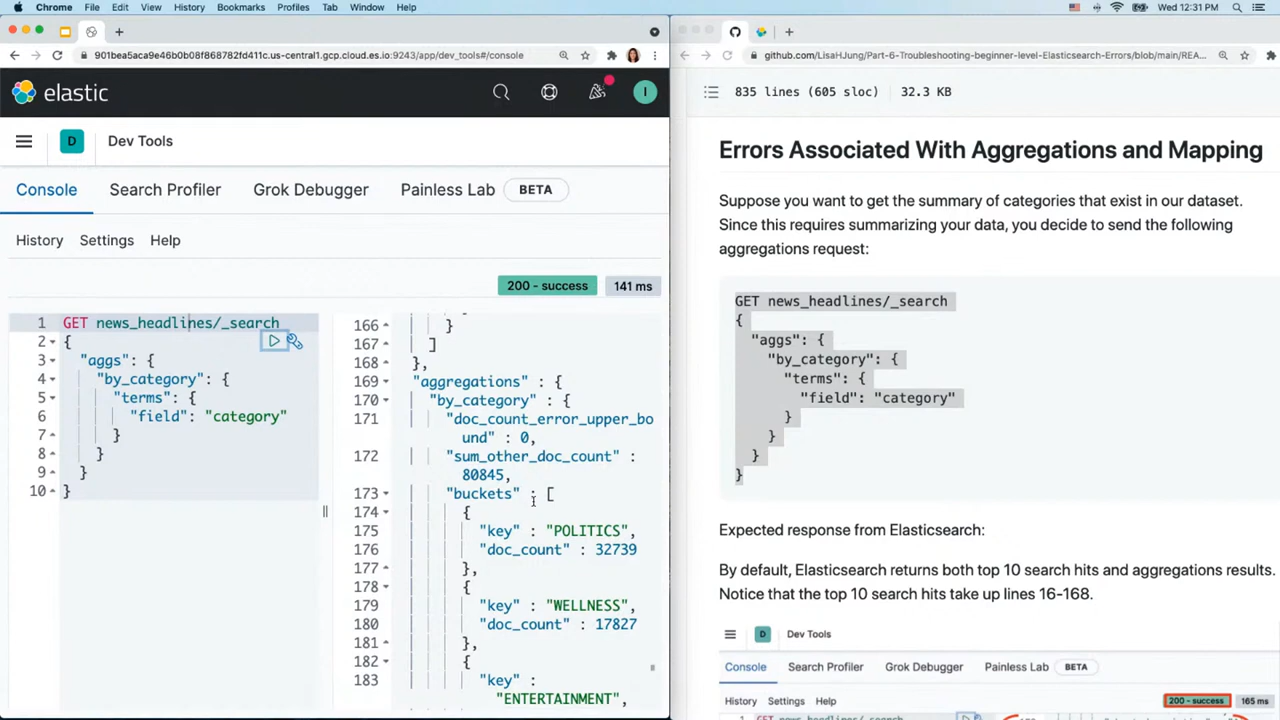 Chrome File Edit View History Bookmarks Profiles Tab Window Help Wed 12:31 PM
901bea5aca9e46b0b08f868782fd411c.us-central1.gcp.cloud.es.io:9243/app/dev_tools#/console
elastic
I
D Dev Tools
Console Search Profiler Grok Debugger Painless Lab BETA
History Settings Help
200 - success 141 ms
1 GET news_headlines/_search
2 {
3 "aggs": {
4 "by_category": {
5 "terms": {
6 "field": "category"
7 }
8 }
9 }
10 }
166 }
167 ]
168 },
169 "aggregations" : {
170 "by_category" : {
171 "doc_count_error_upper_bo
und" : 0,
172 "sum_other_doc_count" :
80845,
173 "buckets" : [
174 {
175 "key" : "POLITICS",
176 "doc_count" : 32739
177 },
178 {
179 "key" : "WELLNESS",
180 "doc_count" : 17827
181 },
182 {
183 "key" :
"ENTERTAINMENT",
github.com/LisaHJung/Part-6-Troubleshooting-beginner-level-Elasticsearch-Errors/blob/main/REA...
835 lines (605 sloc) 32.3 KB
Errors Associated With Aggregations and Mapping
Suppose you want to get the summary of categories that exist in our dataset.
Since this requires summarizing your data, you decide to send the following
aggregations request:
GET news_headlines/_search
{
"aggs": {
"by_category": {
"terms": {
"field": "category"
}
}
}
}
Expected response from Elasticsearch:
By default, Elasticsearch returns both top 10 search hits and aggregations results.
Notice that the top 10 search hits take up lines 16-168.
D Dev Tools
Console Search Profiler Grok Debugger Painless Lab BETA
History Settings Help
200 - success 165 ms